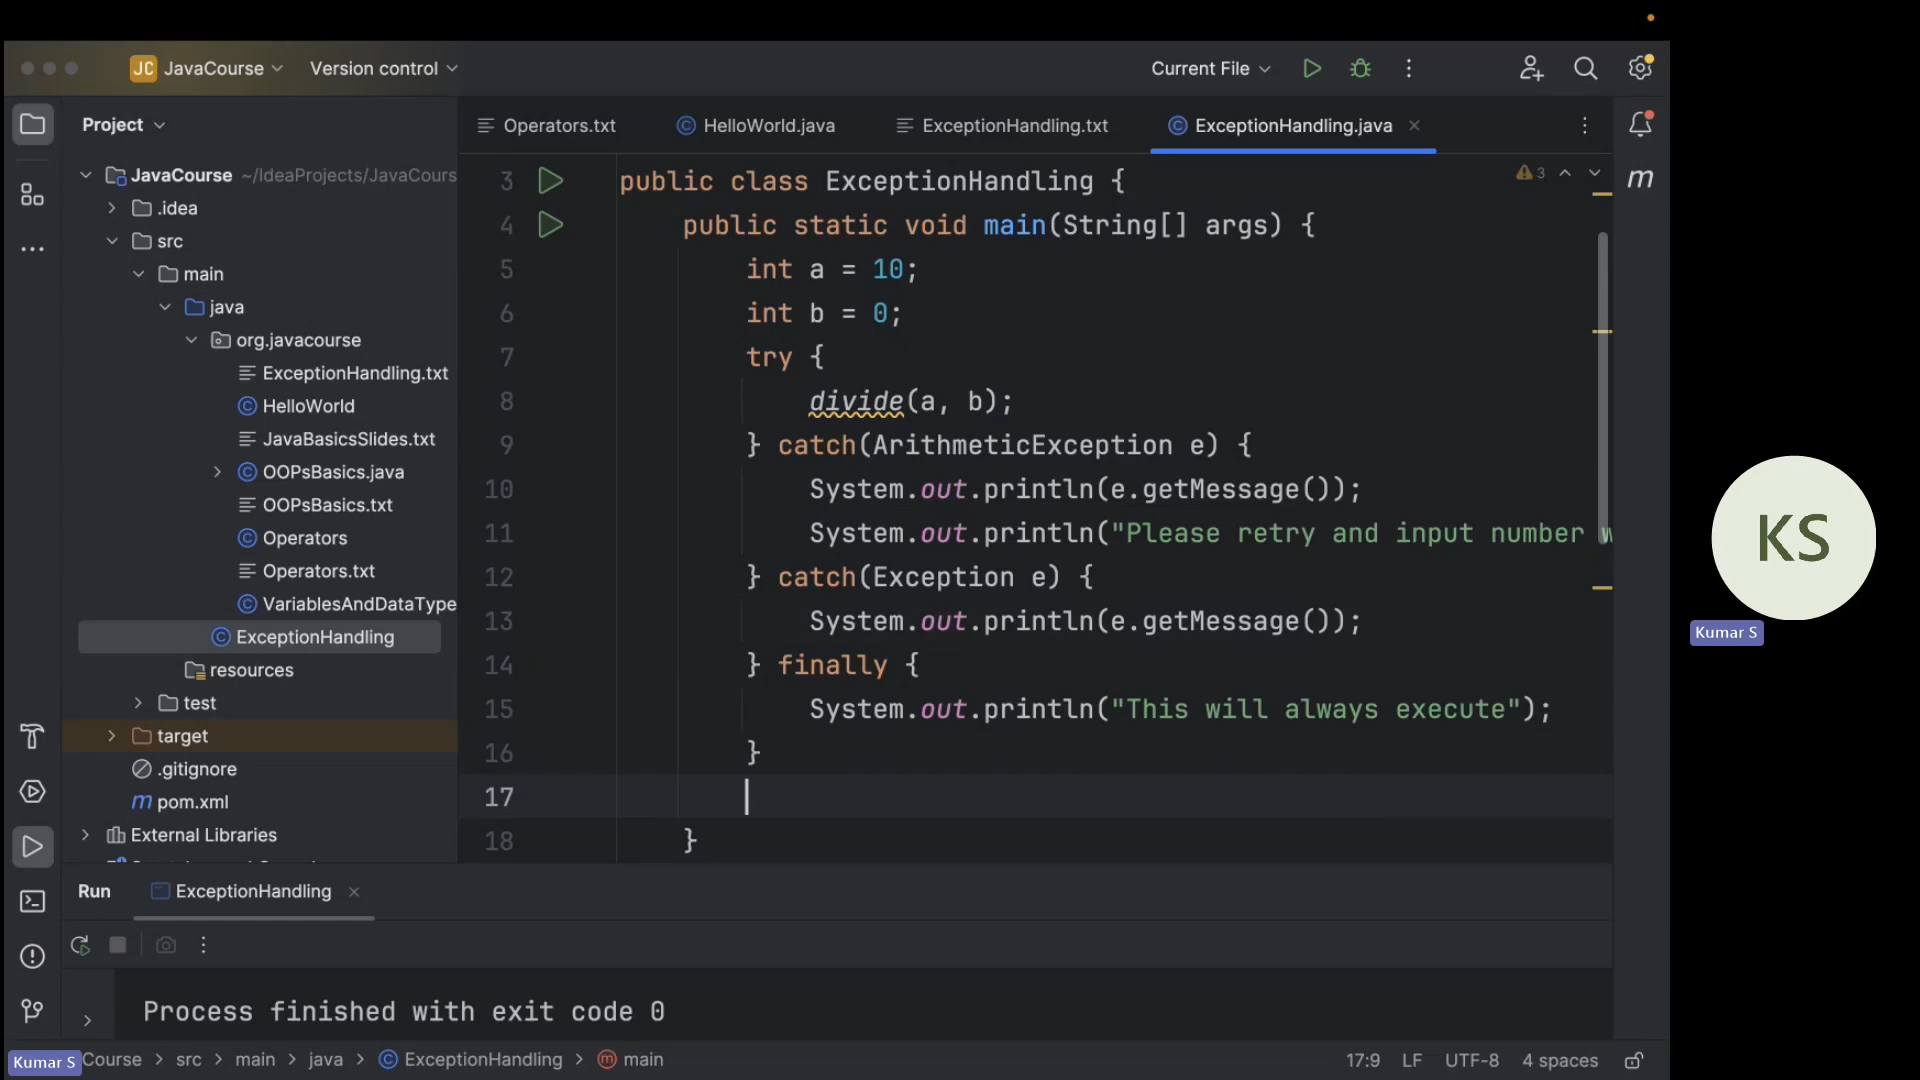 JC JavaCourse Version control Current File
Project
Operators.txt HelloWorld.java ExceptionHandling.txt ExceptionHandling.java
JavaCourse ~/IdeaProjects/JavaCours
.idea
src
main
java
org.javacourse
ExceptionHandling.txt
HelloWorld
JavaBasicsSlides.txt
OOPsBasics.java
OOPsBasics.txt
Operators
Operators.txt
VariablesAndDataType
ExceptionHandling
resources
test
target
.gitignore
pom.xml
External Libraries
3 public class ExceptionHandling {
4 public static void main(String[] args) {
5 int a = 10;
6 int b = 0;
7 try {
8 divide(a, b);
9 } catch(ArithmeticException e) {
10 System.out.println(e.getMessage());
11 System.out.println("Please retry and input number w
12 } catch(Exception e) {
13 System.out.println(e.getMessage());
14 } finally {
15 System.out.println("This will always execute");
16 }
17
18 }
3
m
KS
Kumar S
Run ExceptionHandling
Process finished with exit code 0
Kumar S Course > src > main > java > ExceptionHandling > main 17:9 LF UTF-8 4 spaces